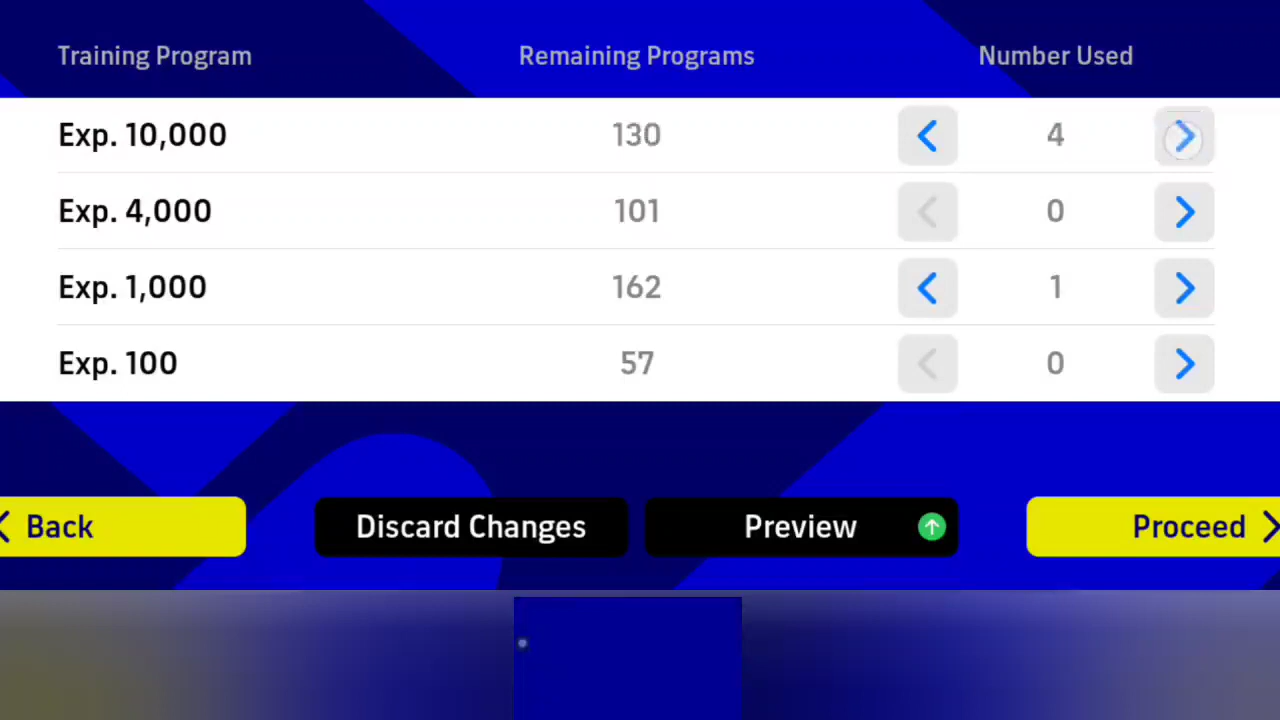 Training Program Remaining Programs Number Used
Exp. 10,000 130 4
Exp. 4,000 101 0
Exp. 1,000 162 1
Exp. 100 57 0
Back Discard Changes Preview Proceed